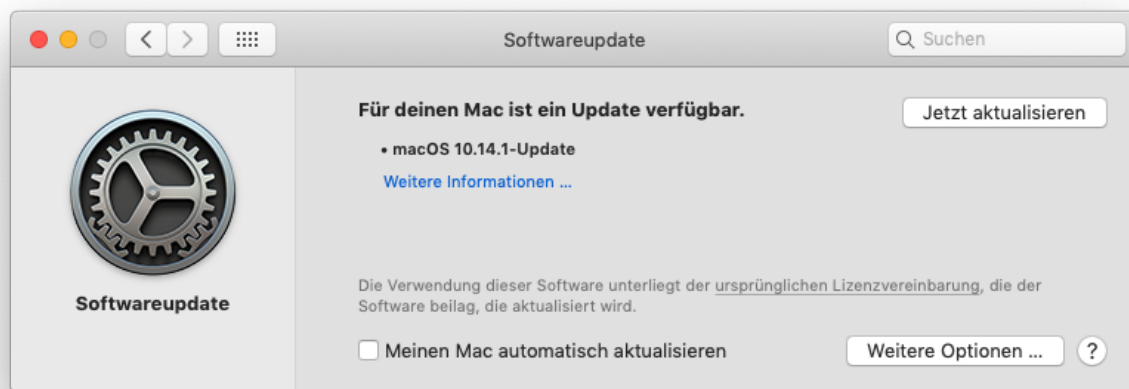 Softwareupdate
Suchen
Für deinen Mac ist ein Update verfügbar.
Jetzt aktualisieren
• macOS 10.14.1-Update
Weitere Informationen ...
Softwareupdate
Die Verwendung dieser Software unterliegt der ursprünglichen Lizenzvereinbarung, die der
Software beilag, die aktualisiert wird.
Meinen Mac automatisch aktualisieren
Weitere Optionen ...
?